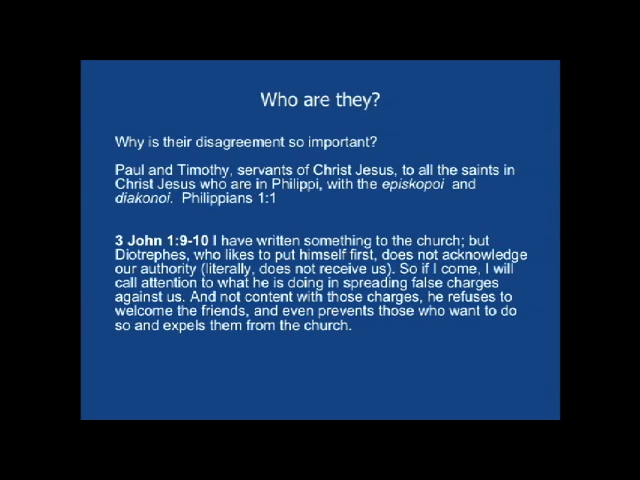 Who are they?
Why is their disagreement so important?
Paul and Timothy, servants of Christ Jesus, to all the saints in
Christ Jesus who are in Philippi, with the episkopoi and
diakonoi. Philippians 1:1
3 John 1:9-10 I have written something to the church; but
Diotrephes, who likes to put himself first, does not acknowledge
our authority (literally, does not receive us). So if I come, I will
call attention to what he is doing in spreading false charges
against us. And not content with those charges, he refuses to
welcome the friends, and even prevents those who want to do
so and expels them from the church.